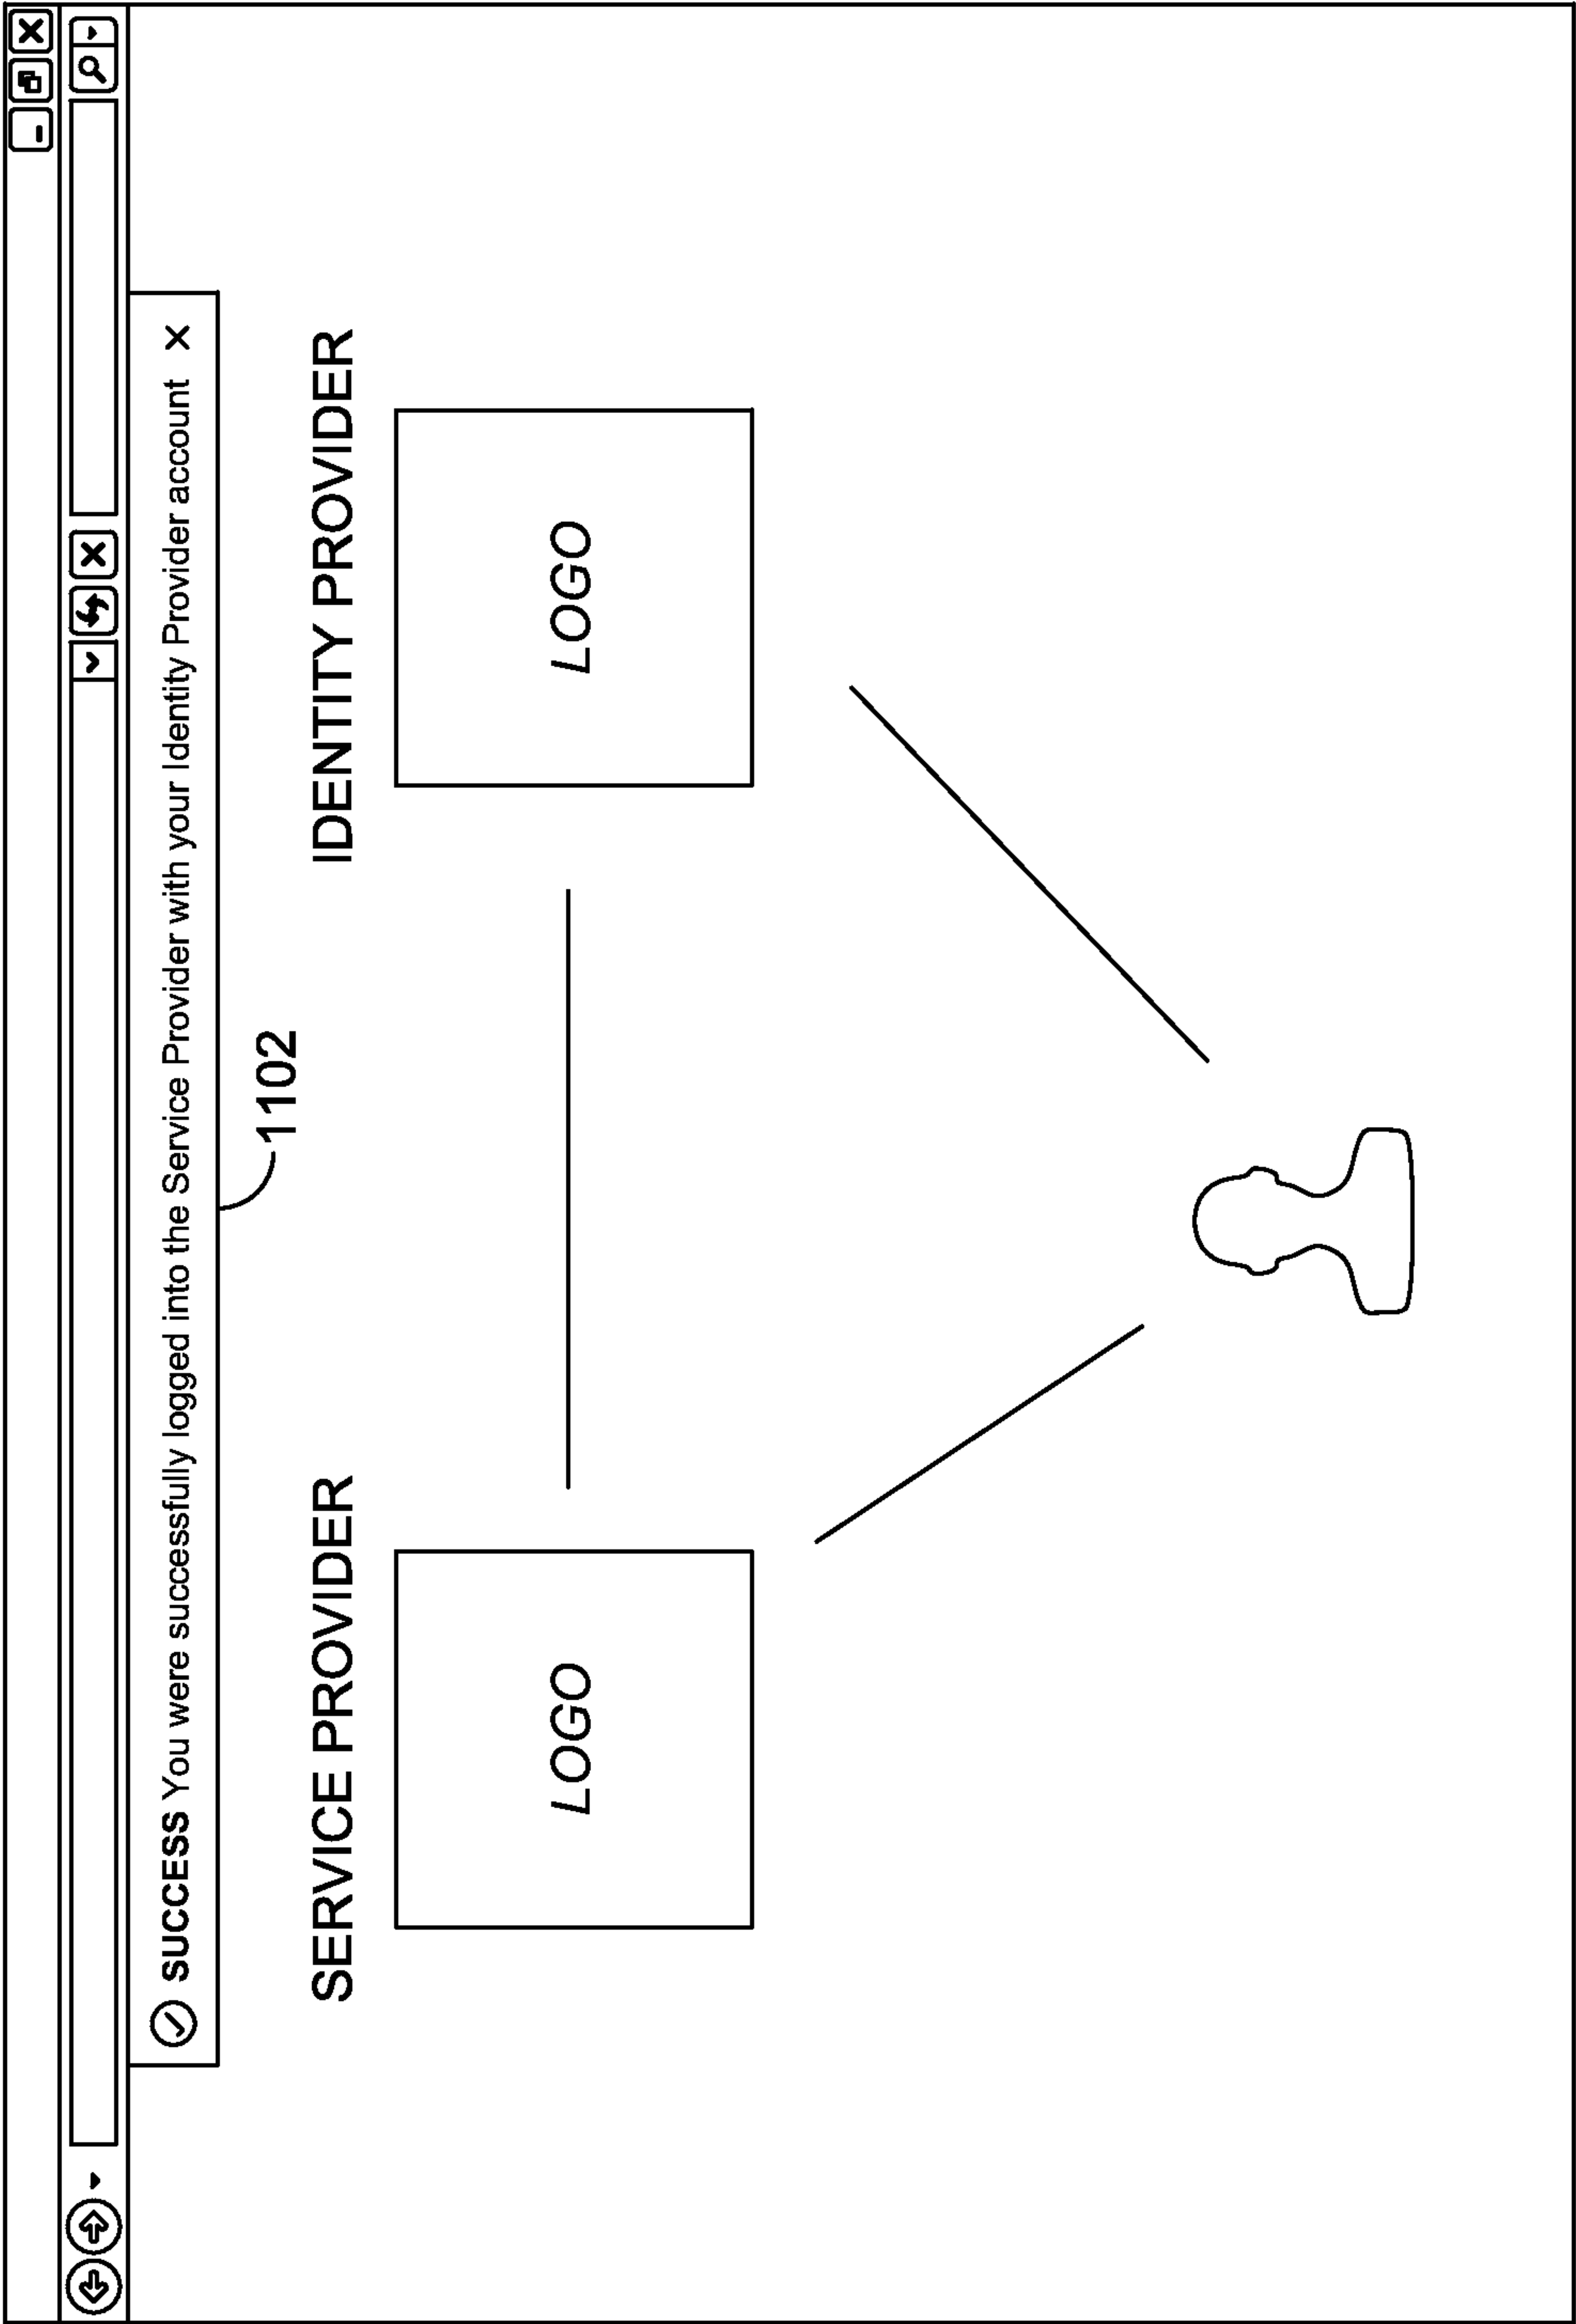 SUCCESS You were successfully logged into the Service Provider with your Identity Provider account X
1102
SERVICE PROVIDER
IDENTITY PROVIDER
LOGO
LOGO